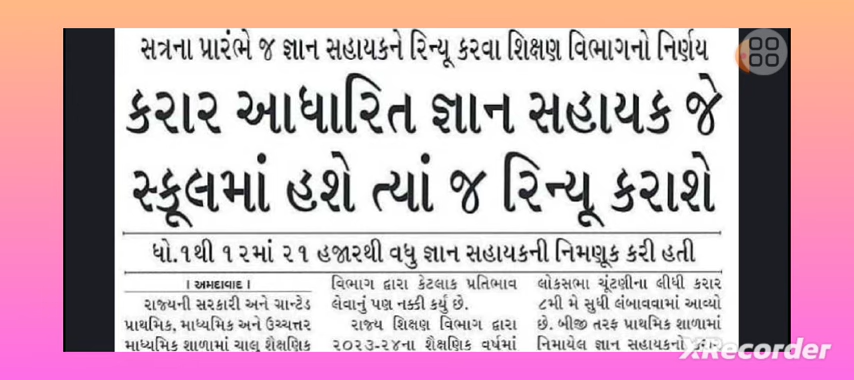 સત્રના પ્રારંભે જ જ્ઞાન સહાયકને રિન્યૂ કરવા શિક્ષણ વિભાગનો નિર્ણય
કરાર આધારિત જ્ઞાન સહાયક જે
સ્કૂલમાં હશે ત્યાં જ રિન્યૂ કરાશે
ધો.૧થી ૧૨માં ૨૧ હજારથી વધુ જ્ઞાન સહાયકની નિમણૂક કરી હતી
। અમદાવાદ ।
રાજ્યની સરકારી અને ગ્રાન્ટેડ
પ્રાથમિક, માધ્યમિક અને ઉચ્ચત્તર
માધ્યમિક શાળામાં ચાલુ શૈક્ષણિક
વિભાગ દ્વારા કેટલાક પ્રતિભાવ
લેવાનું પણ નક્કી કર્યું છે.
રાજ્ય શિક્ષણ વિભાગ દ્વારા
૨૦૨૩-૨૪ના શૈક્ષણિક વર્ષમાં
લોકસભા ચૂંટણીના લીધી કરાર
૮મી મે સુધી લંબાવવામાં આવ્યો
છે. બીજી તરફ પ્રાથમિક શાળામાં
નિમાયેલ જ્ઞાન સહાયકનો કરાર
XRecorder